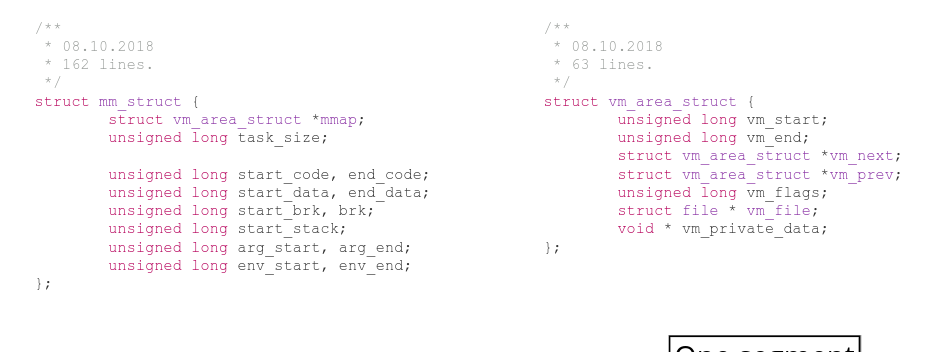 /**
 * 08.10.2018
 * 162 lines.
 */
struct mm_struct {
        struct vm_area_struct *mmap;
        unsigned long task_size;

        unsigned long start_code, end_code;
        unsigned long start_data, end_data;
        unsigned long start_brk, brk;
        unsigned long start_stack;
        unsigned long arg_start, arg_end;
        unsigned long env_start, env_end;
};
/**
 * 08.10.2018
 * 63 lines.
 */
struct vm_area_struct {
        unsigned long vm_start;
        unsigned long vm_end;
        struct vm_area_struct *vm_next;
        struct vm_area_struct *vm_prev;
        unsigned long vm_flags;
        struct file * vm_file;
        void * vm_private_data;
};
One segment